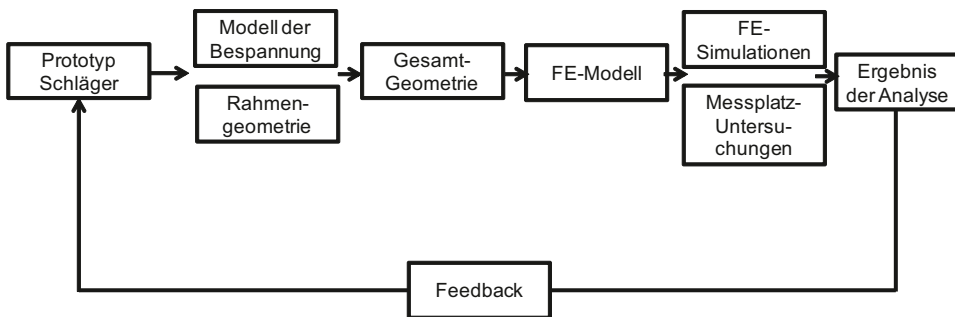 Prototyp
Schläger
Modell der
Bespannung
Rahmen-
geometrie
Gesamt-
Geometrie
FE-Modell
FE-
Simulationen
Messplatz-
Untersu-
chungen
Ergebnis
der Analyse
Feedback